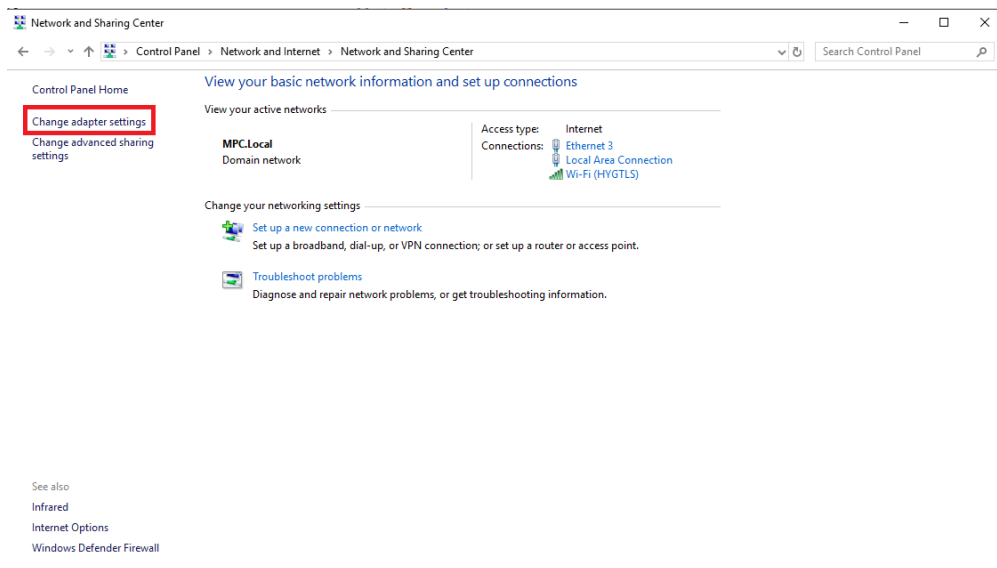 Network and Sharing Center
Control Panel > Network and Internet > Network and Sharing Center
Search Control Panel
Control Panel Home
Change adapter settings
Change advanced sharing
settings
View your basic network information and set up connections
View your active networks
MPC.Local
Domain network
Access type: Internet
Connections: Ethernet 3
Local Area Connection
Wi-Fi (HYGTLS)
Change your networking settings
Set up a new connection or network
Set up a broadband, dial-up, or VPN connection; or set up a router or access point.
Troubleshoot problems
Diagnose and repair network problems, or get troubleshooting information.
See also
Infrared
Internet Options
Windows Defender Firewall